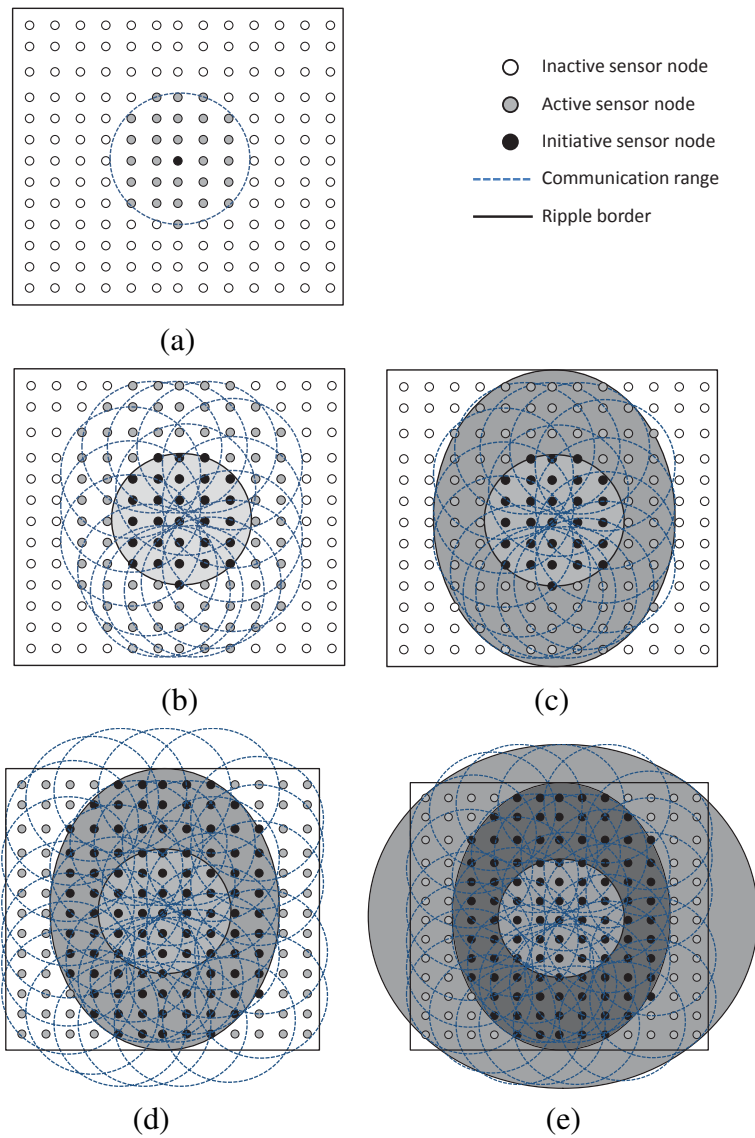 Inactive sensor node
Active sensor node
Initiative sensor node
Communication range
Ripple border
(a)
(b)
(c)
(d)
(e)